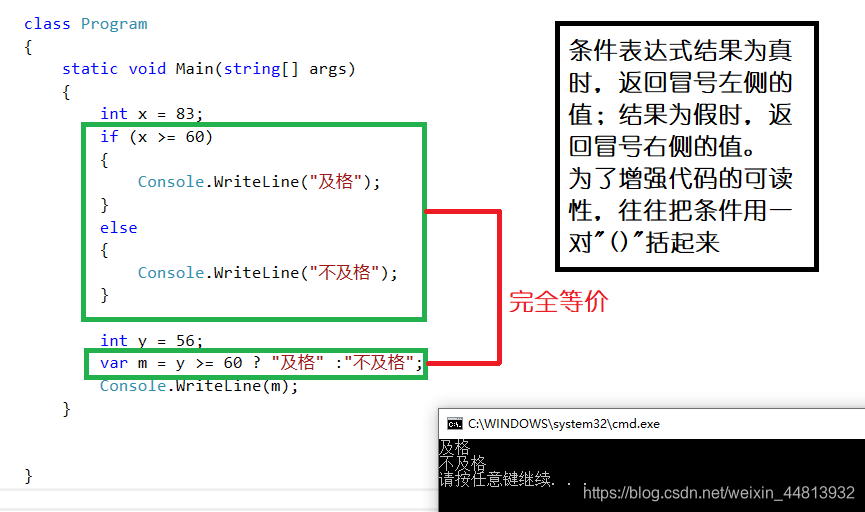 class Program
{
static void Main(string[] args)
{
int x = 83;
if (x >= 60)
{
Console.WriteLine("及格");
}
else
{
Console.WriteLine("不及格");
}
int y = 56;
var m = y >= 60 ? "及格" :"不及格";
Console.WriteLine(m);
}
}
条件表达式结果为真
时，返回冒号左侧的
值；结果为假时，返
回冒号右侧的值。
为了增强代码的可读
性，往往把条件用一
对"()"括起来
完全等价
C:\WINDOWS\system32\cmd.exe
及格
不及格
请按任意键继续. . .
https://blog.csdn.net/weixin_44813932